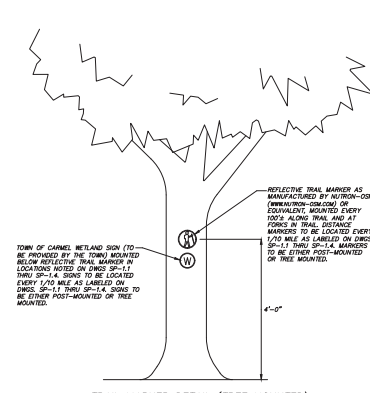 REFLECTIVE TRAIL MARKER AS
MANUFACTURED BY NUTRON-OSM
(WWW.NUTRON-OSM.COM) OR
EQUIVALENT, MOUNTED EVERY
100'± ALONG TRAIL AND AT
FORKS IN TRAIL. DISTANCE
MARKERS TO BE LOCATED EVERY
1/10 MILE AS LABELED ON DWGS
SP-1.1 THRU SP-1.4. MARKERS
TO BE EITHER POST-MOUNTED
OR TREE MOUNTED.
TOWN OF CARMEL WETLAND SIGN (TO
BE PROVIDED BY THE TOWN) MOUNTED
BELOW REFLECTIVE TRAIL MARKER IN
LOCATIONS NOTED ON DWGS SP-1.1
THRU SP-1.4. SIGNS TO BE LOCATED
EVERY 1/10 MILE AS LABELED ON
DWGS. SP-1.1 THRU SP-1.4. SIGNS TO
BE EITHER POST-MOUNTED OR TREE
MOUNTED.
W
4'-0"